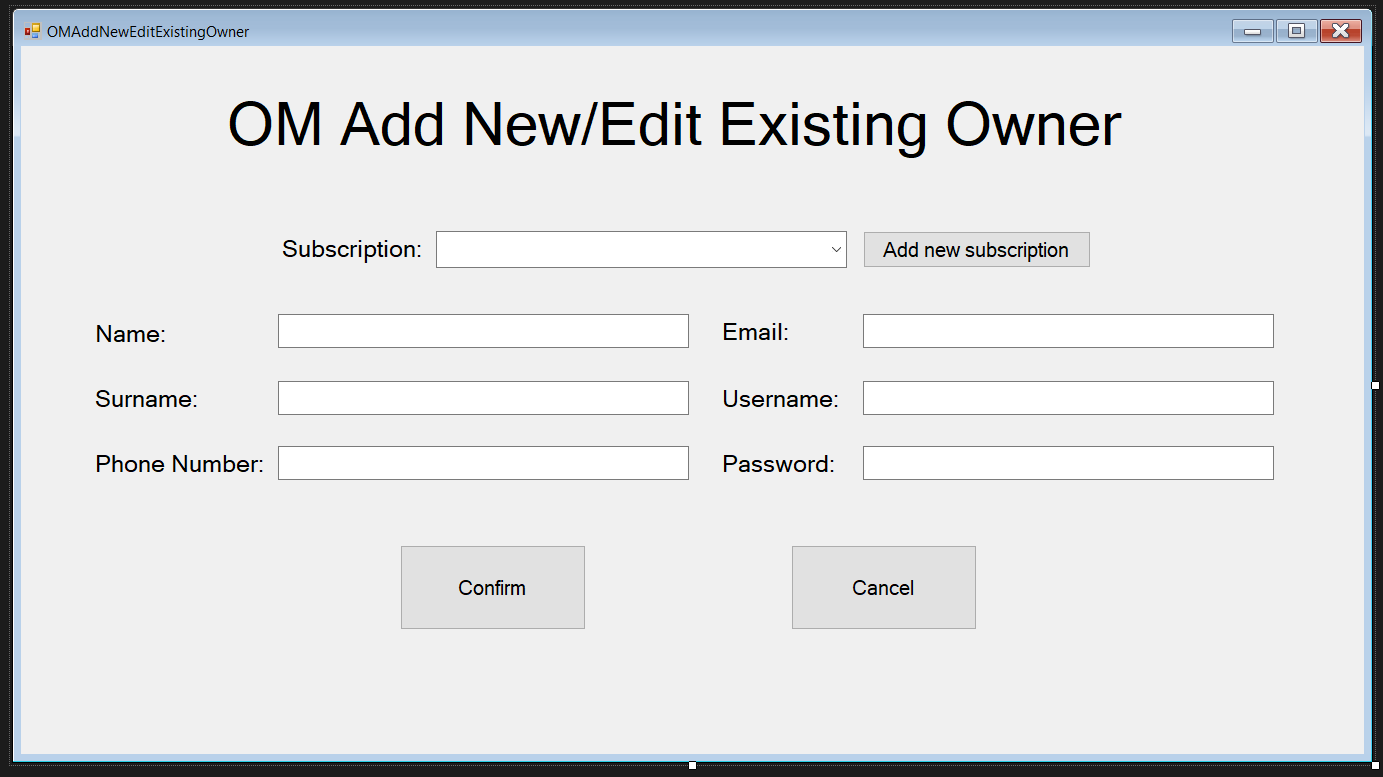 OMAddNewEditExistingOwner
OM Add New/Edit Existing Owner
Subscription: Add new subscription
Name: Email:
Surname: Username:
Phone Number: Password:
Confirm Cancel